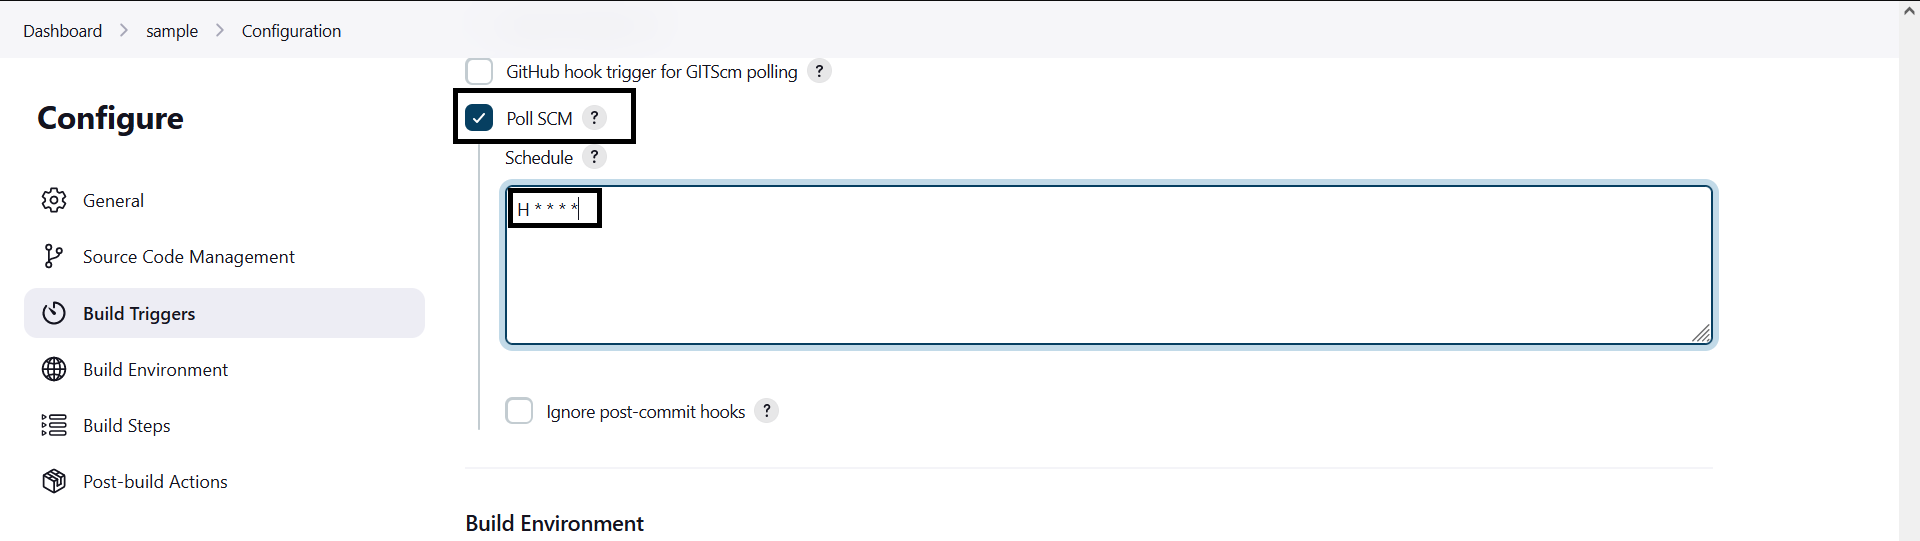 Dashboard > sample > Configuration
GitHub hook trigger for GITScm polling ?
Configure
Poll SCM ?
Schedule ?
H * * * *
General
Source Code Management
Build Triggers
Build Environment
Build Steps
Post-build Actions
Ignore post-commit hooks ?
Build Environment